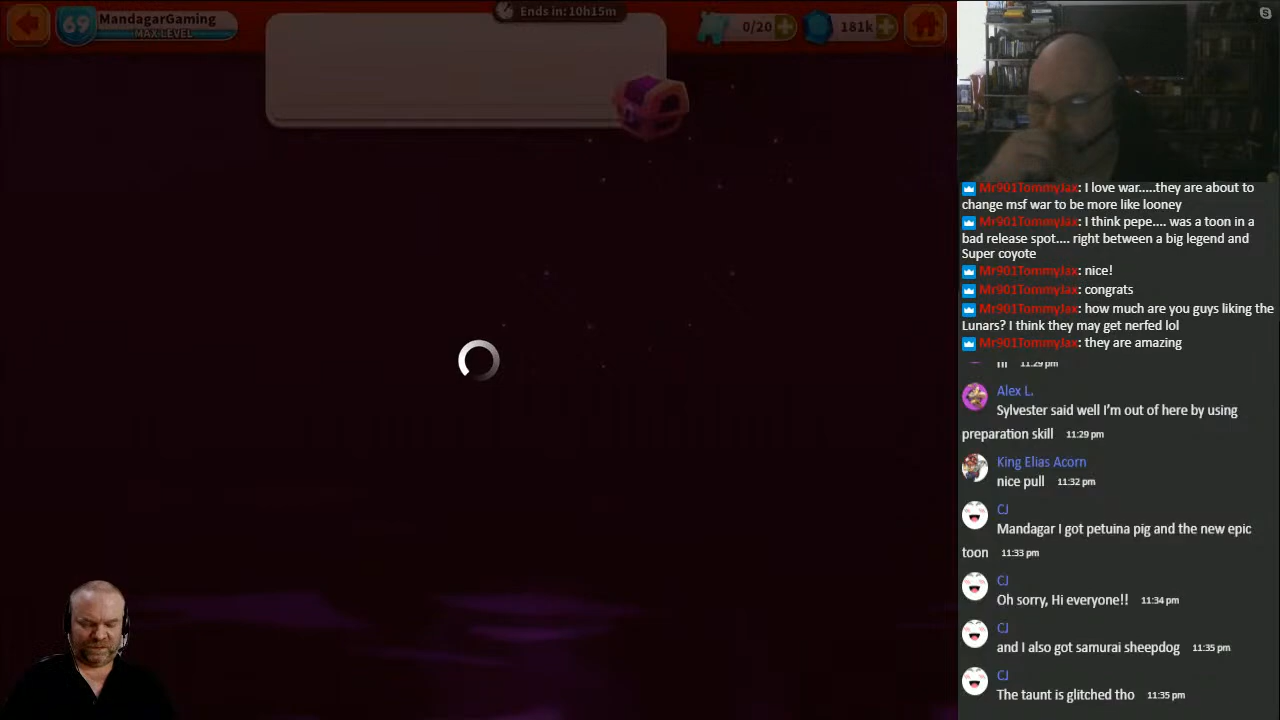 Ends in: 10h15m
69
MandagarGaming
MAX LEVEL
0/20
181k
Mr901TommyJax: I love war.....they are about to
change msf war to be more like looney
Mr901TommyJax: I think pepe.... was a toon in a
bad release spot.... right between a big legend and
Super coyote
Mr901TommyJax: nice!
Mr901TommyJax: congrats
Mr901TommyJax: how much are you guys liking the
Lunars? I think they may get nerfed lol
Mr901TommyJax: they are amazing
11:29 pm
Alex L.
Sylvester said well I'm out of here by using
preparation skill 11:29 pm
King Elias Acorn
nice pull 11:32 pm
CJ
Mandagar I got petuina pig and the new epic
toon 11:33 pm
CJ
Oh sorry, Hi everyone!! 11:34 pm
CJ
and I also got samurai sheepdog 11:35 pm
CJ
The taunt is glitched tho 11:35 pm